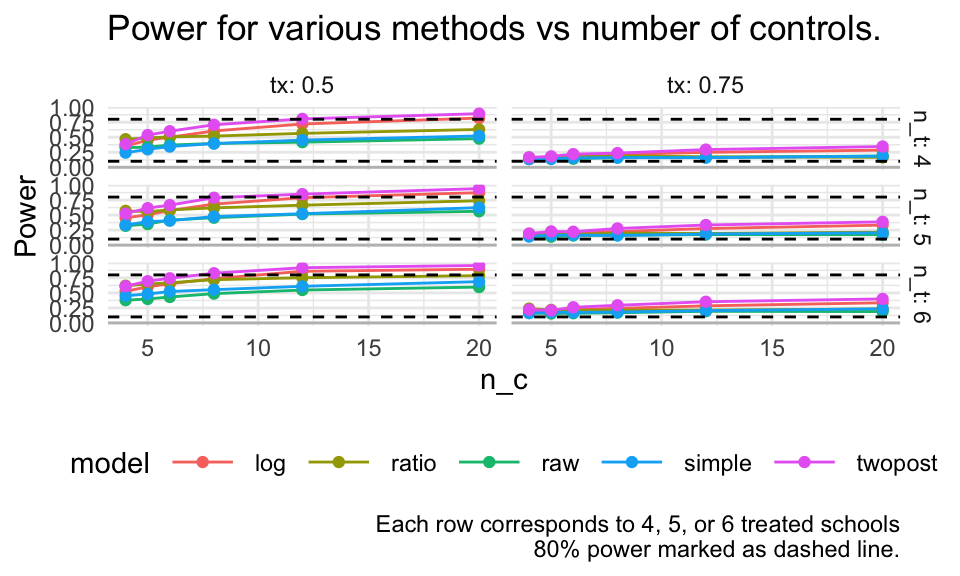 Power for various methods vs number of controls.
tx: 0.5
tx: 0.75
Power
1.00
0.75
0.50
0.25
0.00
n_t: 4
1.00
0.75
0.50
0.25
0.00
n_t: 5
1.00
0.75
0.50
0.25
0.00
n_t: 6
5 10 15 20
5 10 15 20
n_c
model log ratio raw simple twopost
Each row corresponds to 4, 5, or 6 treated schools
80% power marked as dashed line.